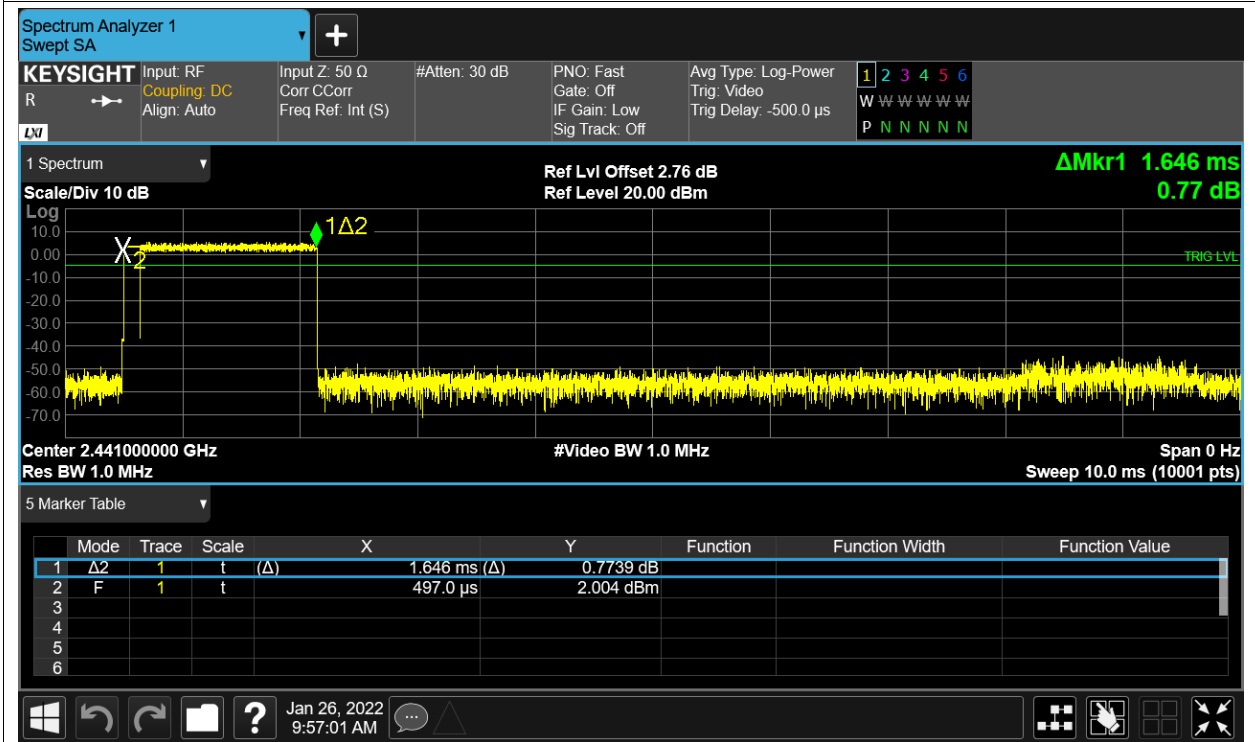 Spectrum Analyzer 1
Swept SA
+
KEYSIGHT Input: RF Input Z: 50 Ω #Atten: 30 dB PNO: Fast Avg Type: Log-Power 1 2 3 4 5 6
R Coupling: DC Corr CCorr Gate: Off Trig: Video
Align: Auto Freq Ref: Int (S) IF Gain: Low Trig Delay: -500.0 µs W W W W W W
LXI Sig Track: Off P N N N N N
1 Spectrum Ref Lvl Offset 2.76 dB ΔMkr1 1.646 ms
Scale/Div 10 dB Ref Level 20.00 dBm 0.77 dB
Log
10.0
1Δ2
0.00
X2
TRIG LVL
-10.0
-20.0
-30.0
-40.0
-50.0
-60.0
-70.0
Center 2.441000000 GHz #Video BW 1.0 MHz Span 0 Hz
Res BW 1.0 MHz Sweep 10.0 ms (10001 pts)
5 Marker Table
Mode Trace Scale X Y Function Function Width Function Value
1 Δ2 1 t (Δ) 1.646 ms (Δ) 0.7739 dB
2 F 1 t 497.0 µs 2.004 dBm
3
4
5
6
? Jan 26, 2022
9:57:01 AM